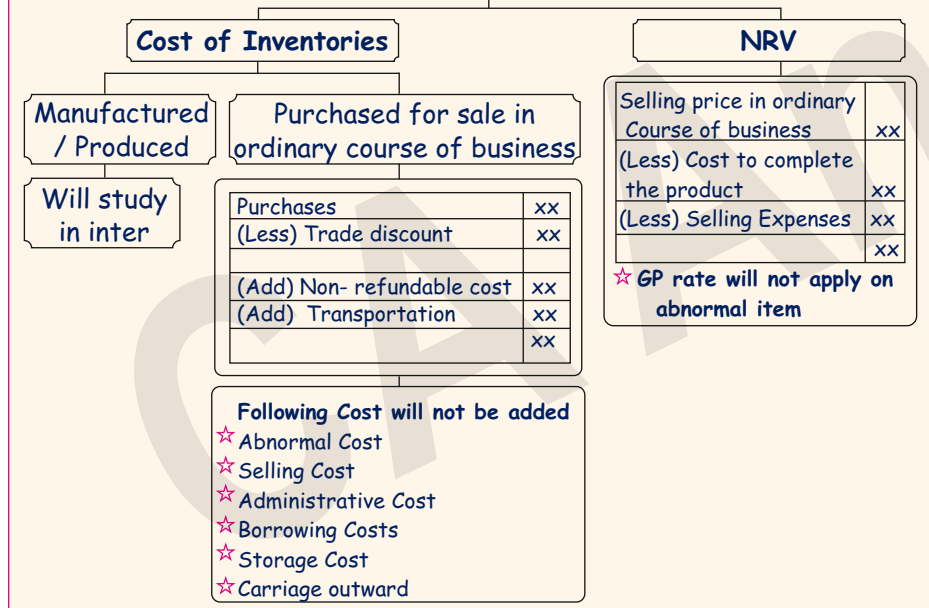 Cost of Inventories
NRV
Manufactured
/ Produced
Will study
in inter
Purchased for sale in
ordinary course of business
Purchases xx
(Less) Trade discount xx
(Add) Non- refundable cost xx
(Add) Transportation xx
xx
Following Cost will not be added
Abnormal Cost
Selling Cost
Administrative Cost
Borrowing Costs
Storage Cost
Carriage outward
Selling price in ordinary
Course of business xx
(Less) Cost to complete
the product xx
(Less) Selling Expenses xx
xx
GP rate will not apply on
abnormal item
CA